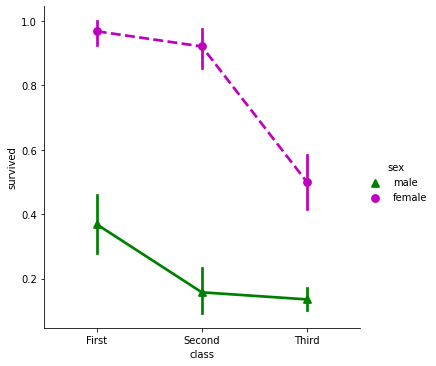 1.0
0.8
0.6
0.4
0.2
survived
First Second Third
class
sex
male
female